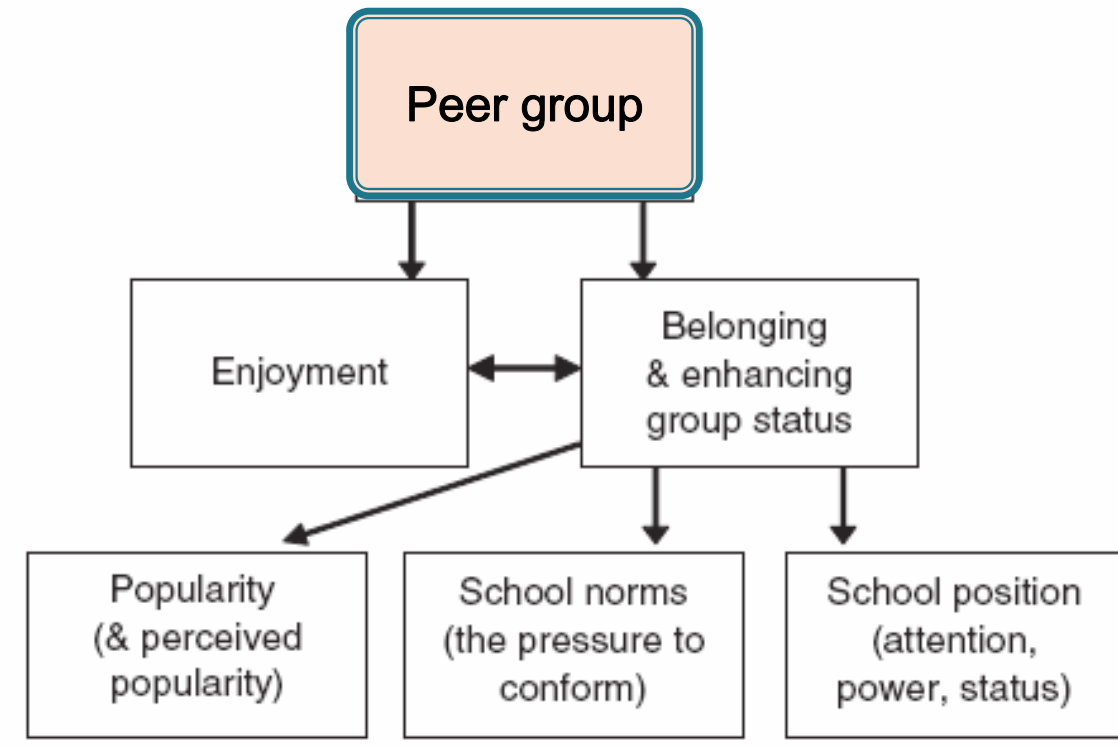 Peer group
Enjoyment
Belonging
& enhancing
group status
Popularity
(& perceived
popularity)
School norms
(the pressure to
conform)
School position
(attention,
power, status)